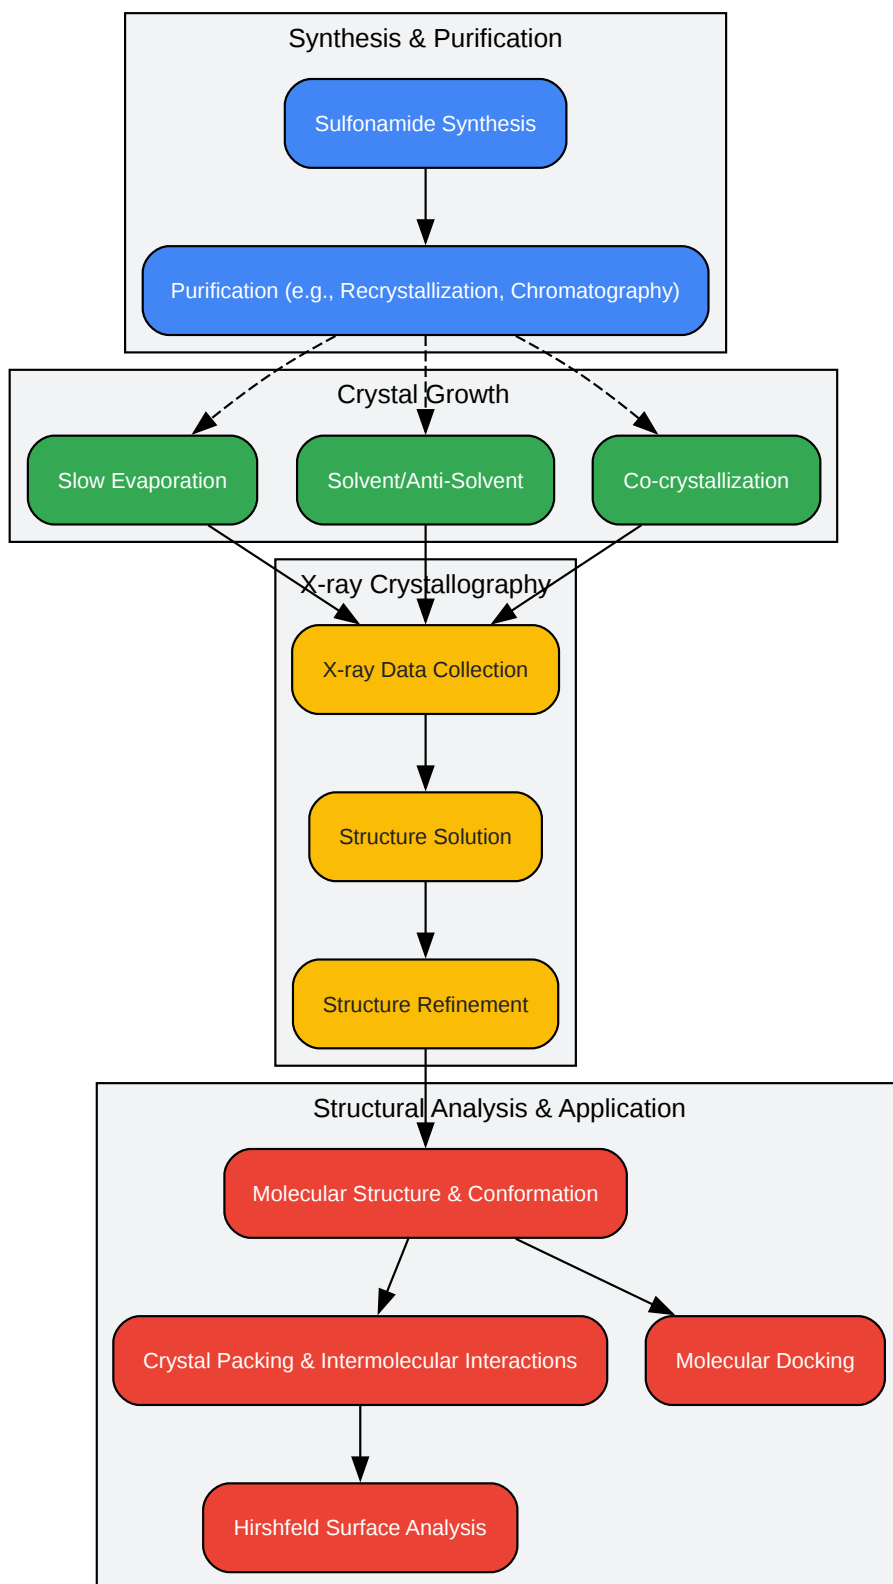 Synthesis & Purification
Sulfonamide Synthesis
Purification (e.g., Recrystallization, Chromatography)
Crystal Growth
Slow Evaporation
Solvent/Anti-Solvent
Co-crystallization
X-ray Crystallography
X-ray Data Collection
Structure Solution
Structure Refinement
Structural Analysis & Application
Molecular Structure & Conformation
Crystal Packing & Intermolecular Interactions
Molecular Docking
Hirshfeld Surface Analysis